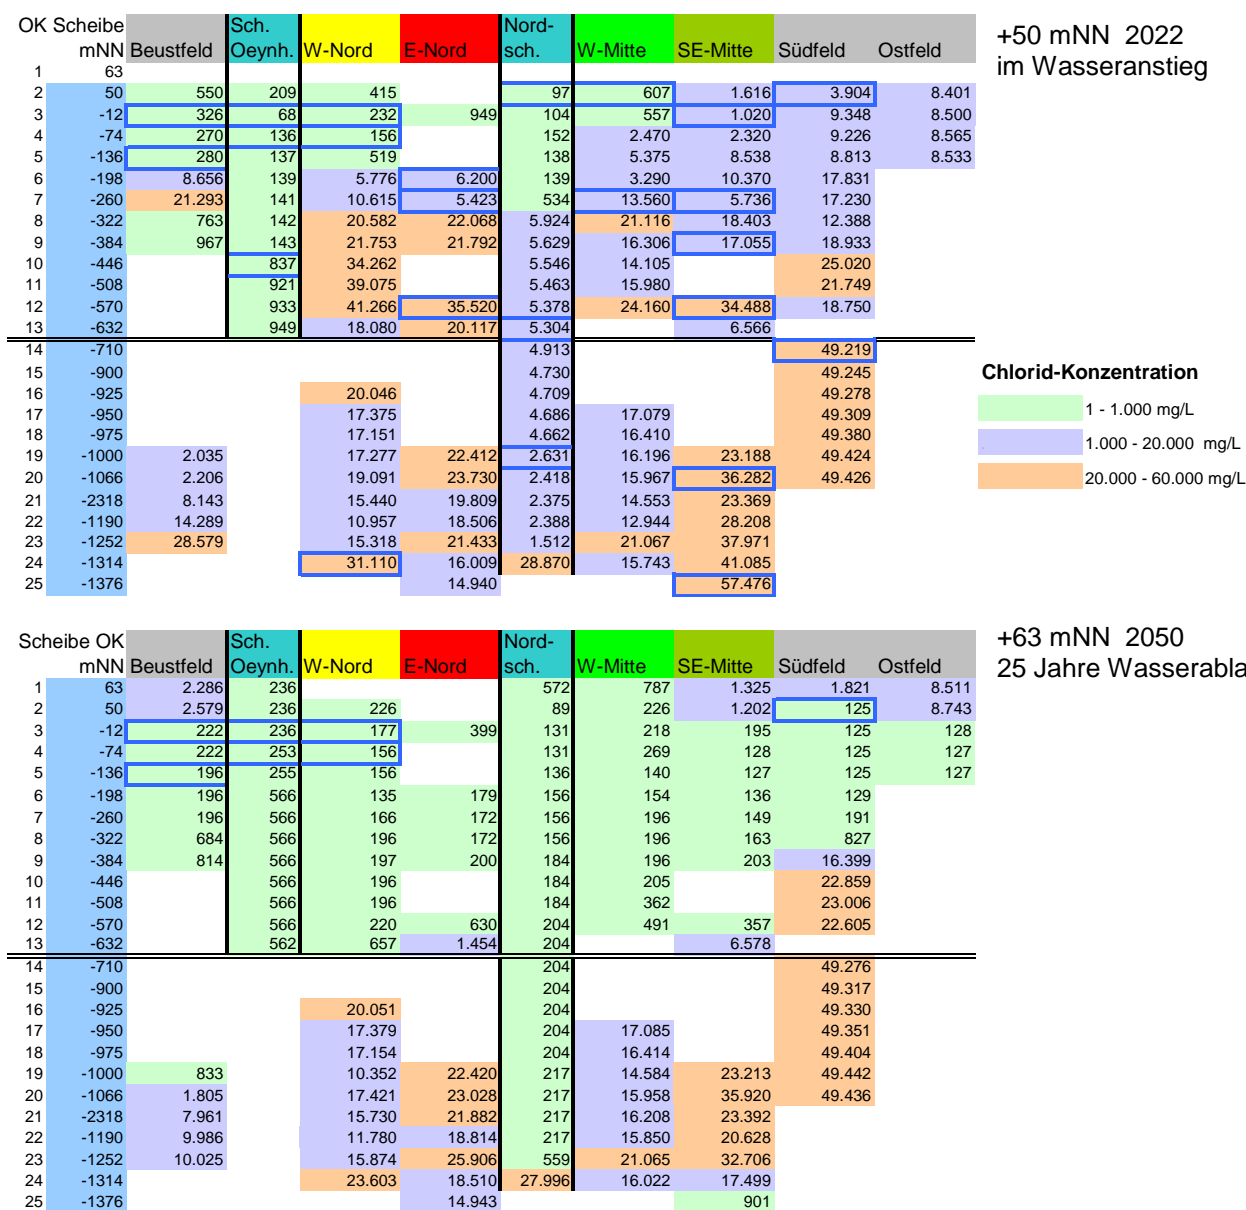 OK Scheibe Sch. Nord- +50 mNN 2022
mNN Beustfeld Oeynh. W-Nord E-Nord sch. W-Mitte SE-Mitte Südfeld Ostfeld im Wasseranstieg
1 63
2 50 550 209 415 97 607 1.616 3.904 8.401
3 -12 326 68 232 949 104 557 1.020 9.348 8.500
4 -74 270 136 156 152 2.470 2.320 9.226 8.565
5 -136 280 137 519 138 5.375 8.538 8.813 8.533
6 -198 8.656 139 5.776 6.200 139 3.290 10.370 17.831
7 -260 21.293 141 10.615 5.423 534 13.560 5.736 17.230
8 -322 763 142 20.582 22.068 5.924 21.116 18.403 12.388
9 -384 967 143 21.753 21.792 5.629 16.306 17.055 18.933
10 -446 837 34.262 5.546 14.105 25.020
11 -508 921 39.075 5.463 15.980 21.749
12 -570 933 41.266 35.520 5.378 24.160 34.488 18.750
13 -632 949 18.080 20.117 5.304 6.566
14 -710 4.913 49.219
15 -900 4.730 49.245
16 -925 20.046 4.709 49.278
17 -950 17.375 4.686 17.079 49.309
18 -975 17.151 4.662 16.410 49.380
19 -1000 2.035 17.277 22.412 2.631 16.196 23.188 49.424
20 -1066 2.206 19.091 23.730 2.418 15.967 36.282 49.426
21 -2318 8.143 15.440 19.809 2.375 14.553 23.369
22 -1190 14.289 10.957 18.506 2.388 12.944 28.208
23 -1252 28.579 15.318 21.433 1.512 21.067 37.971
24 -1314 31.110 16.009 28.870 15.743 41.085
25 -1376 14.940 57.476
Chlorid-Konzentration
1 - 1.000 mg/L
1.000 - 20.000 mg/L
20.000 - 60.000 mg/L
Scheibe OK Sch. Nord- +63 mNN 2050
mNN Beustfeld Oeynh. W-Nord E-Nord sch. W-Mitte SE-Mitte Südfeld Ostfeld 25 Jahre Wasserabla
1 63 2.286 236 572 787 1.325 1.821 8.511
2 50 2.579 236 226 89 226 1.202 125 8.743
3 -12 222 236 177 399 131 218 195 125 128
4 -74 222 253 156 131 269 128 125 127
5 -136 196 255 156 136 140 127 125 127
6 -198 196 566 135 179 156 154 136 129
7 -260 196 566 166 172 156 196 149 191
8 -322 684 566 196 172 156 196 163 827
9 -384 814 566 197 200 184 196 203 16.399
10 -446 566 196 184 205 22.859
11 -508 566 196 184 362 23.006
12 -570 566 220 630 204 491 357 22.605
13 -632 562 657 1.454 204 6.578
14 -710 204 49.276
15 -900 204 49.317
16 -925 20.051 204 49.330
17 -950 17.379 204 17.085 49.351
18 -975 17.154 204 16.414 49.404
19 -1000 833 10.352 22.420 217 14.584 23.213 49.442
20 -1066 1.805 17.421 23.028 217 15.958 35.920 49.436
21 -2318 7.961 15.730 21.882 217 16.208 23.392
22 -1190 9.986 11.780 18.814 217 15.850 20.628
23 -1252 10.025 15.874 25.906 559 21.065 32.706
24 -1314 23.603 18.510 27.996 16.022 17.499
25 -1376 14.943 901